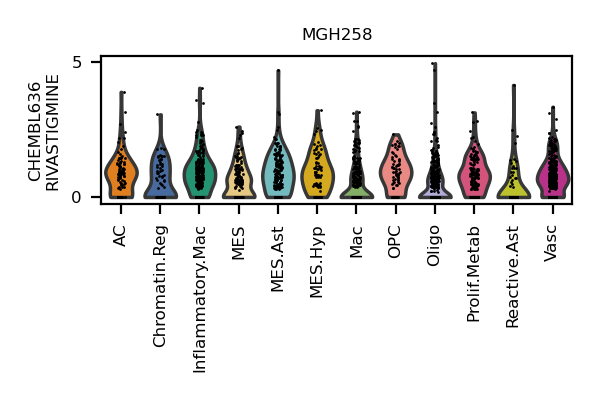 MGH258
CHEMBL636
RIVASTIGMINE
5
0
AC
Chromatin.Reg
Inflammatory.Mac
MES
MES.Ast
MES.Hyp
Mac
OPC
Oligo
Prolif.Metab
Reactive.Ast
Vasc